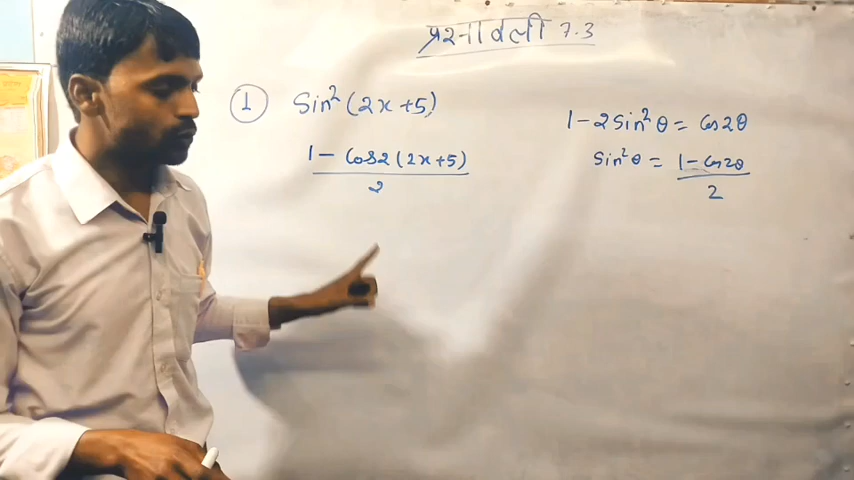 प्रश्नावली 7.3
① Sin² (2x+5)
1 - Cos2(2x+5)
2
1-2Sin²θ = Cos2θ
Sin²θ = 1-Cos2θ
2